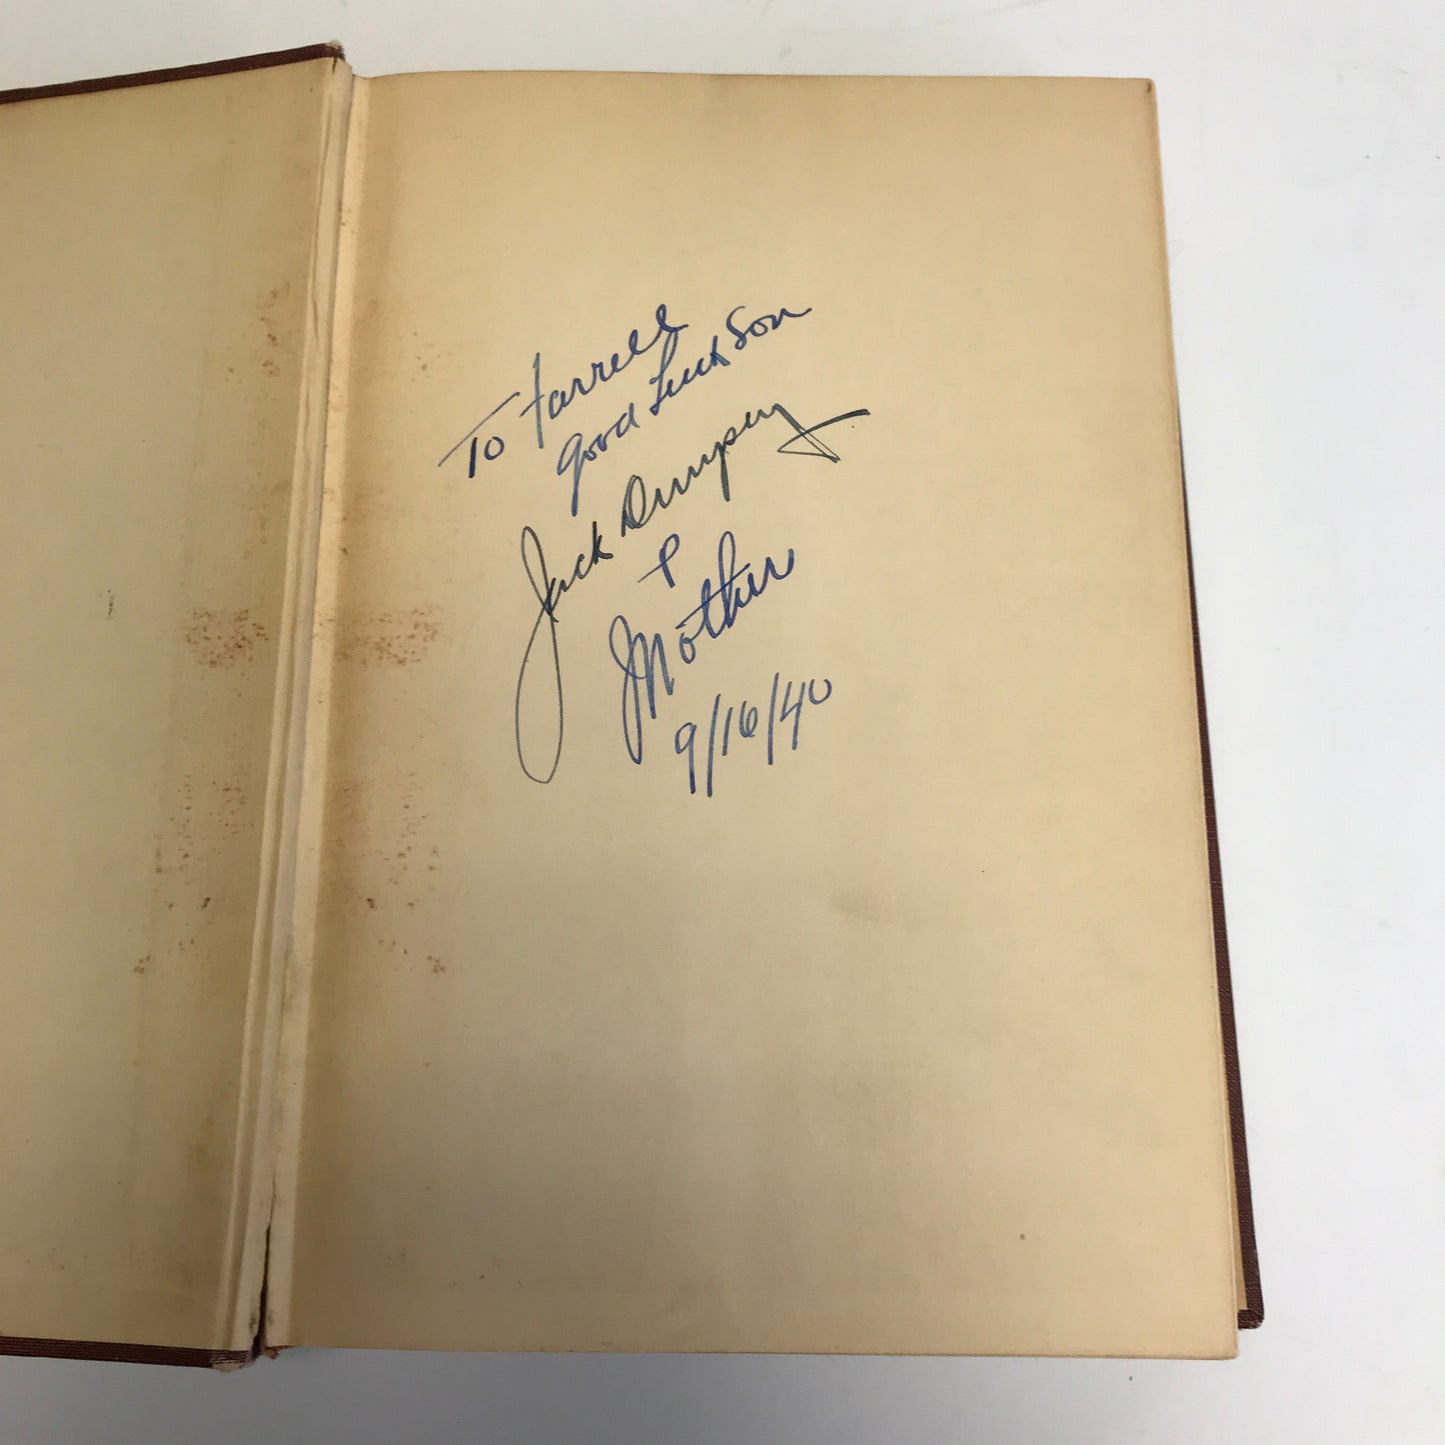 To Farrell
good luck Son
Jack Dempsey
&
Mother
9/16/40